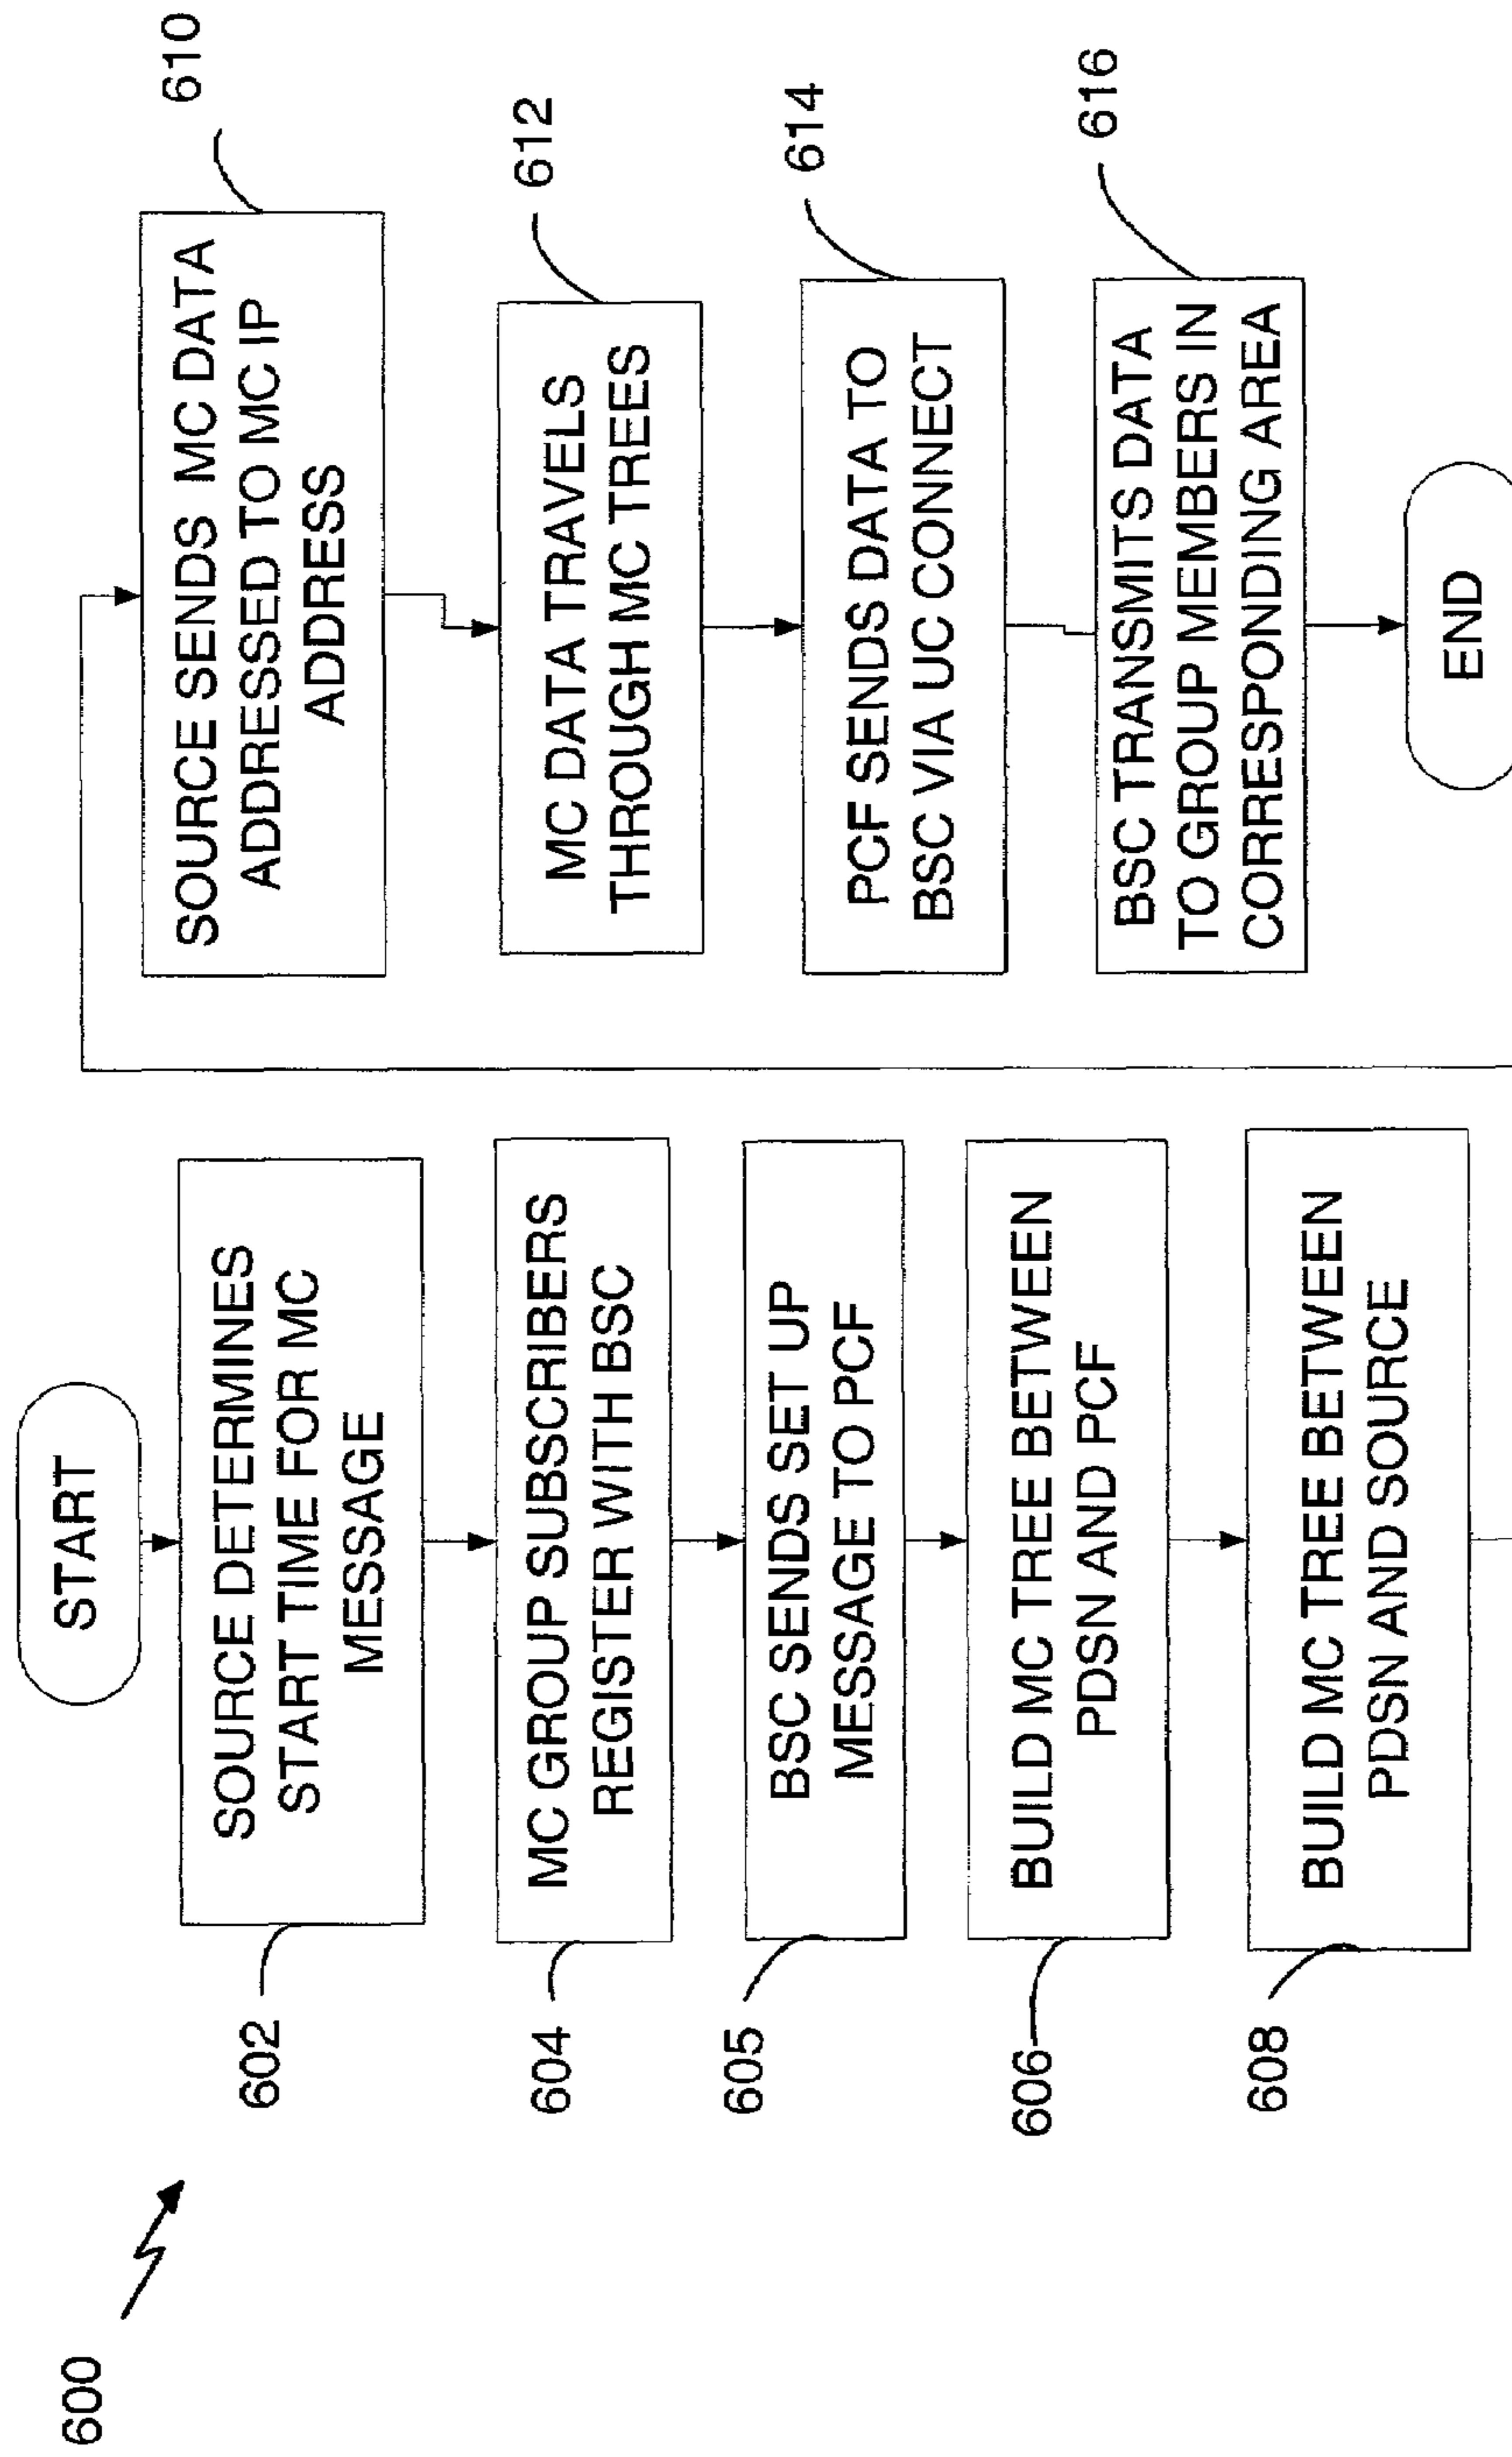 600
START
SOURCE DETERMINES
START TIME FOR MC
MESSAGE
602
MC GROUP SUBSCRIBERS
REGISTER WITH BSC
604
BSC SENDS SET UP
MESSAGE TO PCF
605
BUILD MC TREE BETWEEN
PDSN AND PCF
606
BUILD MC TREE BETWEEN
PDSN AND SOURCE
608
SOURCE SENDS MC DATA
ADDRESSED TO MC IP
ADDRESS
610
MC DATA TRAVELS
THROUGH MC TREES
612
PCF SENDS DATA TO
BSC VIA UC CONNECT
614
BSC TRANSMITS DATA
TO GROUP MEMBERS IN
CORRESPONDING AREA
616
END